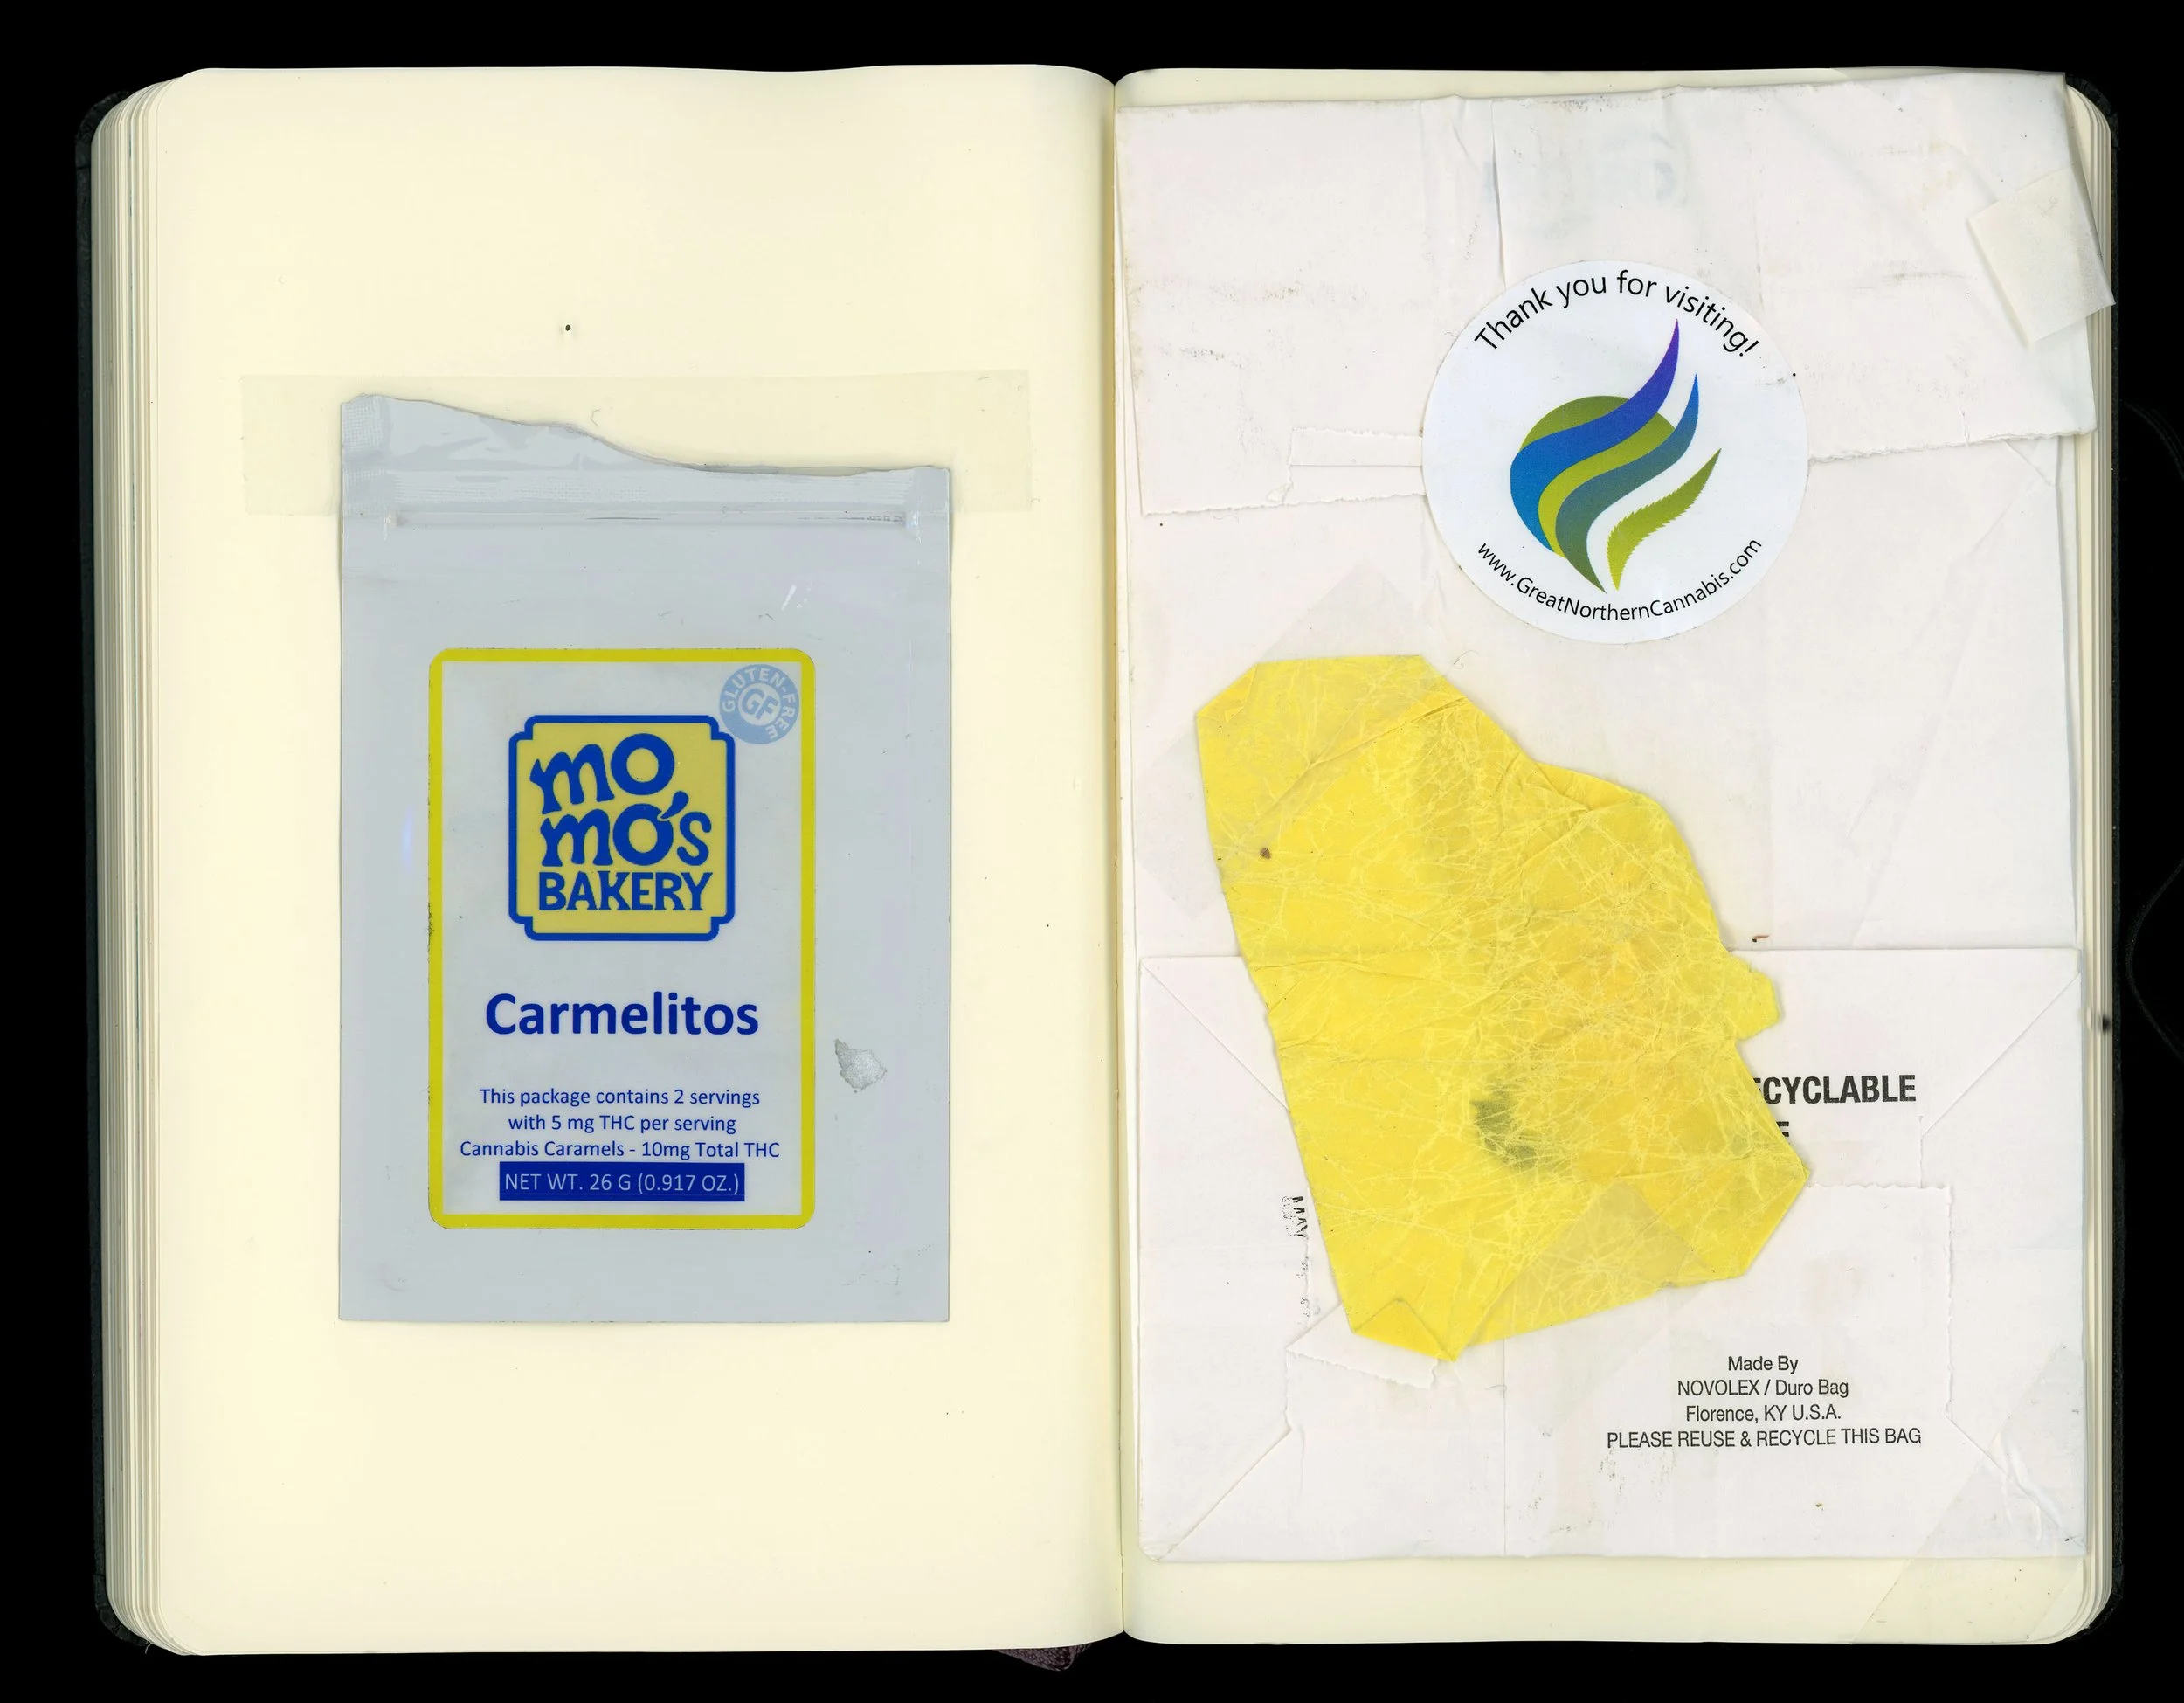 GLUTEN-FREE
GF
mo
mo's
BAKERY
Carmelitos
This package contains 2 servings
with 5 mg THC per serving
Cannabis Caramels - 10mg Total THC
NET WT. 26 G (0.917 OZ.)
Thank you for visiting!
www.GreatNorthernCannabis.com
ECYCLABLE
E
MAY
Made By
NOVOLEX / Duro Bag
Florence, KY U.S.A.
PLEASE REUSE & RECYCLE THIS BAG